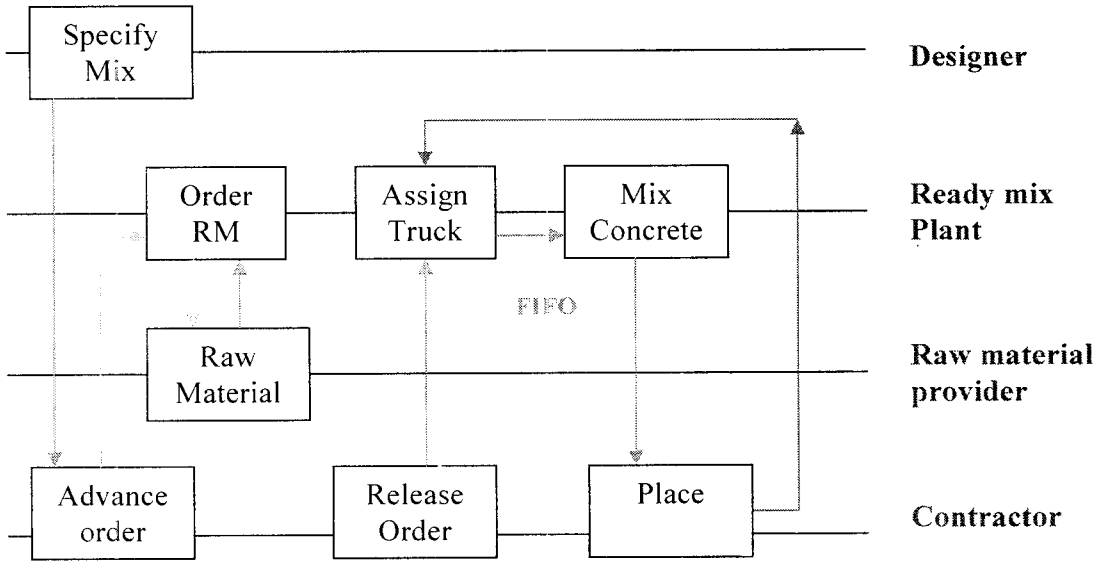 Specify
Mix
Designer
Order
RM
Assign
Truck
Mix
Concrete
Ready mix
Plant
FIFO
Raw
Material
Raw material
provider
Advance
order
Release
Order
Place
Contractor